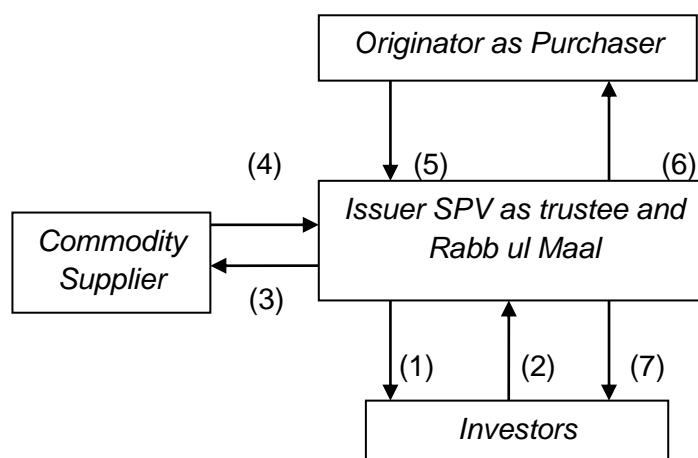 Originator as Purchaser
(4)
(5)
(6)
Issuer SPV as trustee and
Rabb ul Maal
Commodity
Supplier
(3)
(1)
(2)
(7)
Investors